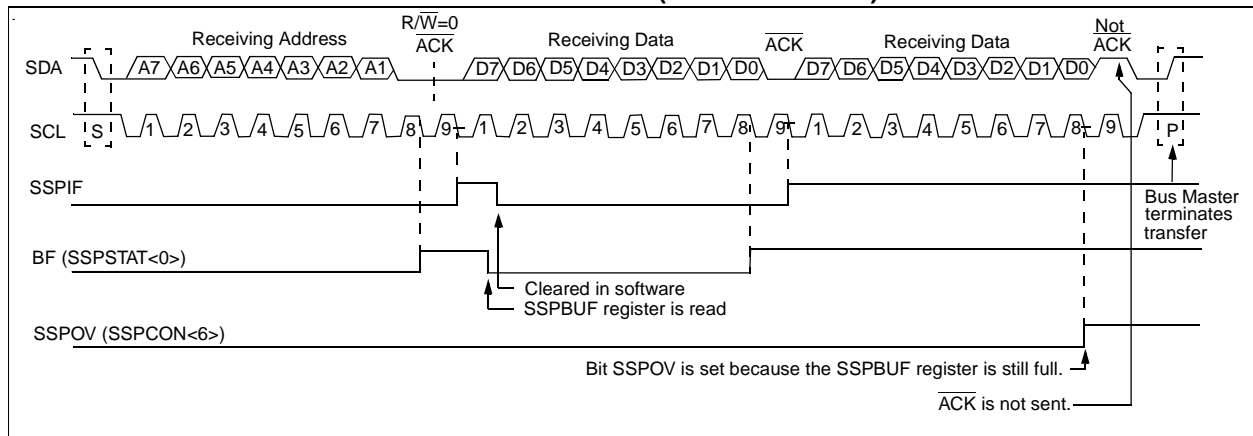 R/W̅=0
Receiving Address A̅C̅K̅ Receiving Data A̅C̅K̅ Receiving Data Not A̅C̅K̅
SDA A7 A6 A5 A4 A3 A2 A1 D7 D6 D5 D4 D3 D2 D1 D0 D7 D6 D5 D4 D3 D2 D1 D0
SCL S 1 2 3 4 5 6 7 8 9 1 2 3 4 5 6 7 8 9 1 2 3 4 5 6 7 8 9 P
SSPIF
Bus Master
terminates
transfer
BF (SSPSTAT<0>)
Cleared in software
SSPBUF register is read
SSPOV (SSPCON<6>)
Bit SSPOV is set because the SSPBUF register is still full.
A̅C̅K̅ is not sent.